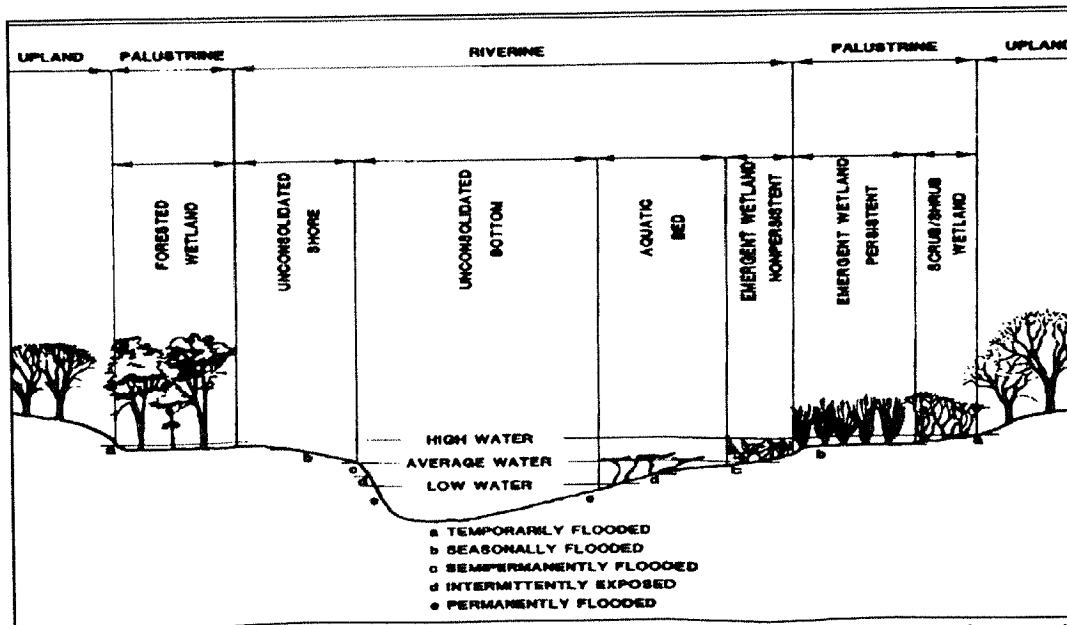 UPLAND PALUSTRINE RIVERINE PALUSTRINE UPLAND
FORESTED
WETLAND
UNCONSOLIDATED
SHORE
UNCONSOLIDATED
BOTTOM
AQUATIC
BED
EMERGENT WETLAND
NONPERSISTENT
EMERGENT WETLAND
PERSISTENT
SCRUB/SHRUB
WETLAND
HIGH WATER
AVERAGE WATER
LOW WATER
a
b
c
d
e
e
d
c
b
a
a TEMPORARILY FLOODED
b SEASONALLY FLOODED
c SEMIPERMANENTLY FLOODED
d INTERMITTENTLY EXPOSED
e PERMANENTLY FLOODED